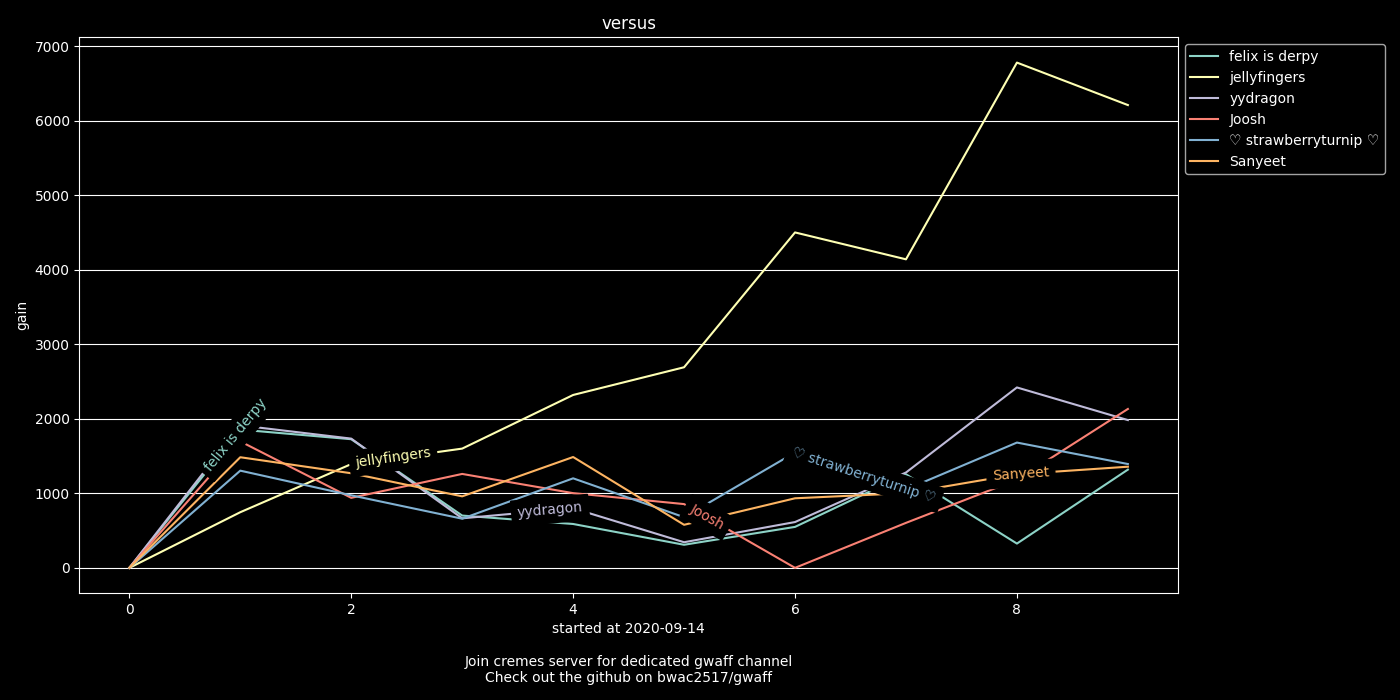 versus
7000
6000
5000
4000
3000
2000
1000
0
gain
felix is derpy
jellyfingers
yydragon
Joosh
♡ strawberryturnip ♡
Sanyeet
0 2 4 6 8
started at 2020-09-14
Join cremes server for dedicated gwaff channel
Check out the github on bwac2517/gwaff
felix is derpy
jellyfingers
yydragon
Joosh
♡ strawberryturnip ♡
Sanyeet